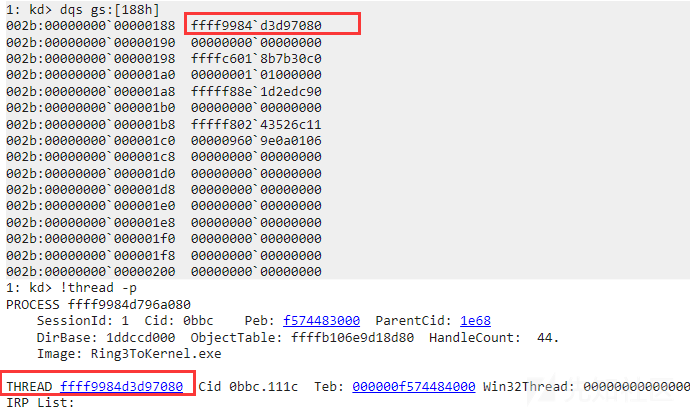 1: kd> dqs gs:[188h]
002b:00000000`00000188  ffff9984`d3d97080
002b:00000000`00000190  00000000`00000000
002b:00000000`00000198  ffffc601`8b7b30c0
002b:00000000`000001a0  00000001`01000000
002b:00000000`000001a8  fffff88e`1d2edc90
002b:00000000`000001b0  00000000`00000000
002b:00000000`000001b8  fffff802`43526c11
002b:00000000`000001c0  00000960`9e0a0106
002b:00000000`000001c8  00000000`00000000
002b:00000000`000001d0  00000000`00000000
002b:00000000`000001d8  00000000`00000000
002b:00000000`000001e0  00000000`00000000
002b:00000000`000001e8  00000000`00000000
002b:00000000`000001f0  00000000`00000000
002b:00000000`000001f8  00000000`00000000
002b:00000000`00000200  00000000`00000000
1: kd> !thread -p
PROCESS ffff9984d796a080
    SessionId: 1  Cid: 0bbc    Peb: f574483000  ParentCid: 1e68
    DirBase: 1ddccd000  ObjectTable: ffffb106e9d18d80  HandleCount:  44.
    Image: Ring3ToKernel.exe
THREAD ffff9984d3d97080  Cid 0bbc.111c  Teb: 000000f574484000 Win32Thread: 0000000000000
IRP List: